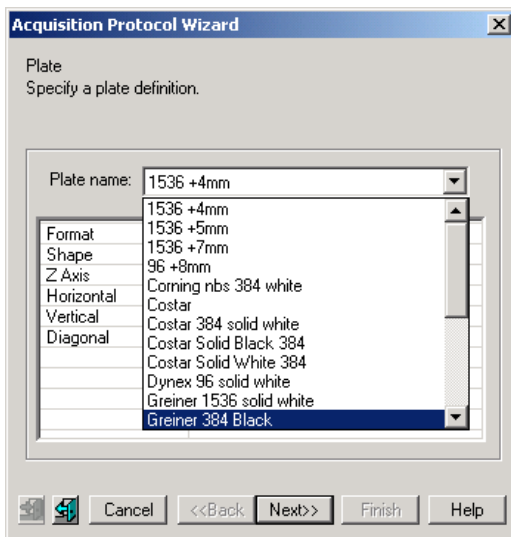 Acquisition Protocol Wizard
Plate
Specify a plate definition.
Plate name: 1536 +4mm
1536 +4mm
1536 +5mm
1536 +7mm
96 +8mm
Corning nbs 384 white
Costar
Costar 384 solid white
Costar Solid Black 384
Costar Solid White 384
Dynex 96 solid white
Greiner 1536 solid white
Greiner 384 Black
Format
Shape
Z Axis
Horizontal
Vertical
Diagonal
Cancel <<Back Next>> Finish Help